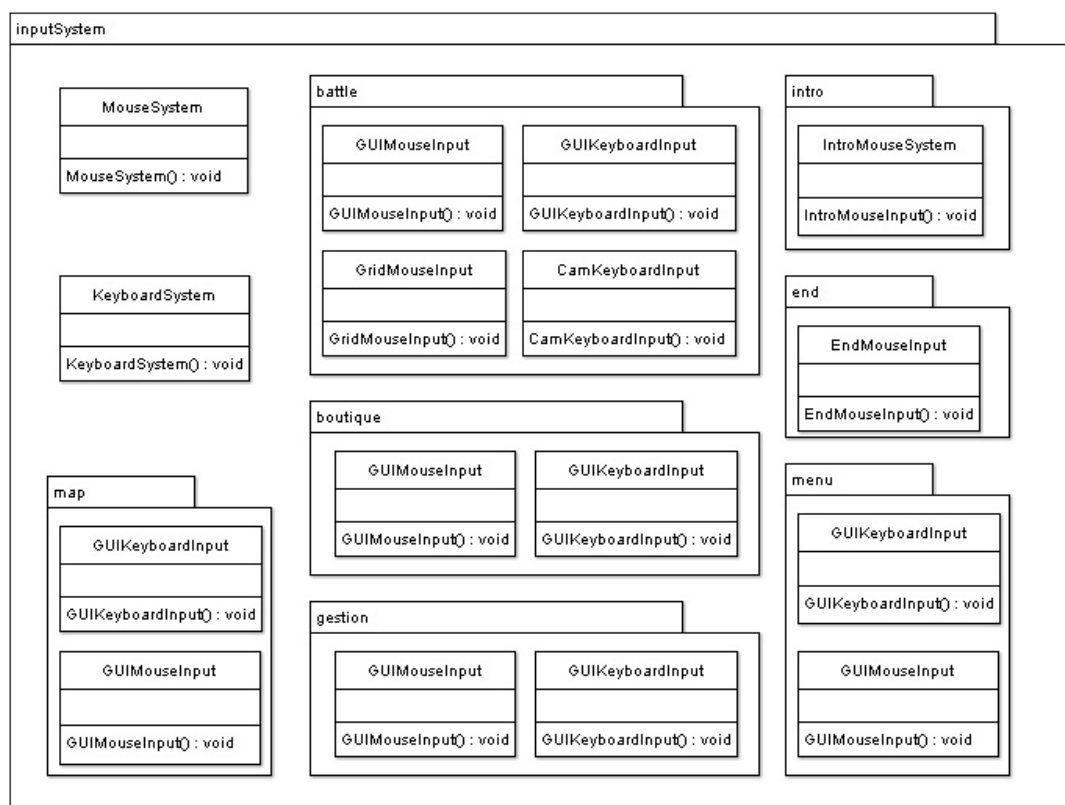 inputSystem
MouseSystem
MouseSystem() : void
KeyboardSystem
KeyboardSystem() : void
map
GUIKeyboardInput
GUIKeyboardInput() : void
GUIMouseInput
GUIMouseInput() : void
battle
GUIMouseInput
GUIMouseInput() : void
GUIKeyboardInput
GUIKeyboardInput() : void
GridMouseInput
GridMouseInput() : void
CamKeyboardInput
CamKeyboardInput() : void
boutique
GUIMouseInput
GUIMouseInput() : void
GUIKeyboardInput
GUIKeyboardInput() : void
gestion
GUIMouseInput
GUIMouseInput() : void
GUIKeyboardInput
GUIKeyboardInput() : void
intro
IntroMouseSystem
IntroMouseInput() : void
end
EndMouseInput
EndMouseInput() : void
menu
GUIKeyboardInput
GUIKeyboardInput() : void
GUIMouseInput
GUIMouseInput() : void